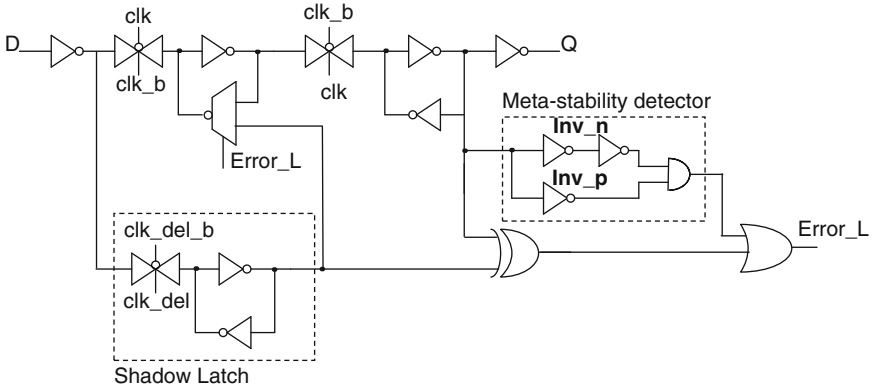 clk
clk_b
D
Q
clk_b
clk
Meta-stability detector
Inv_n
Error_L
Inv_p
clk_del_b
Error_L
clk_del
Shadow Latch